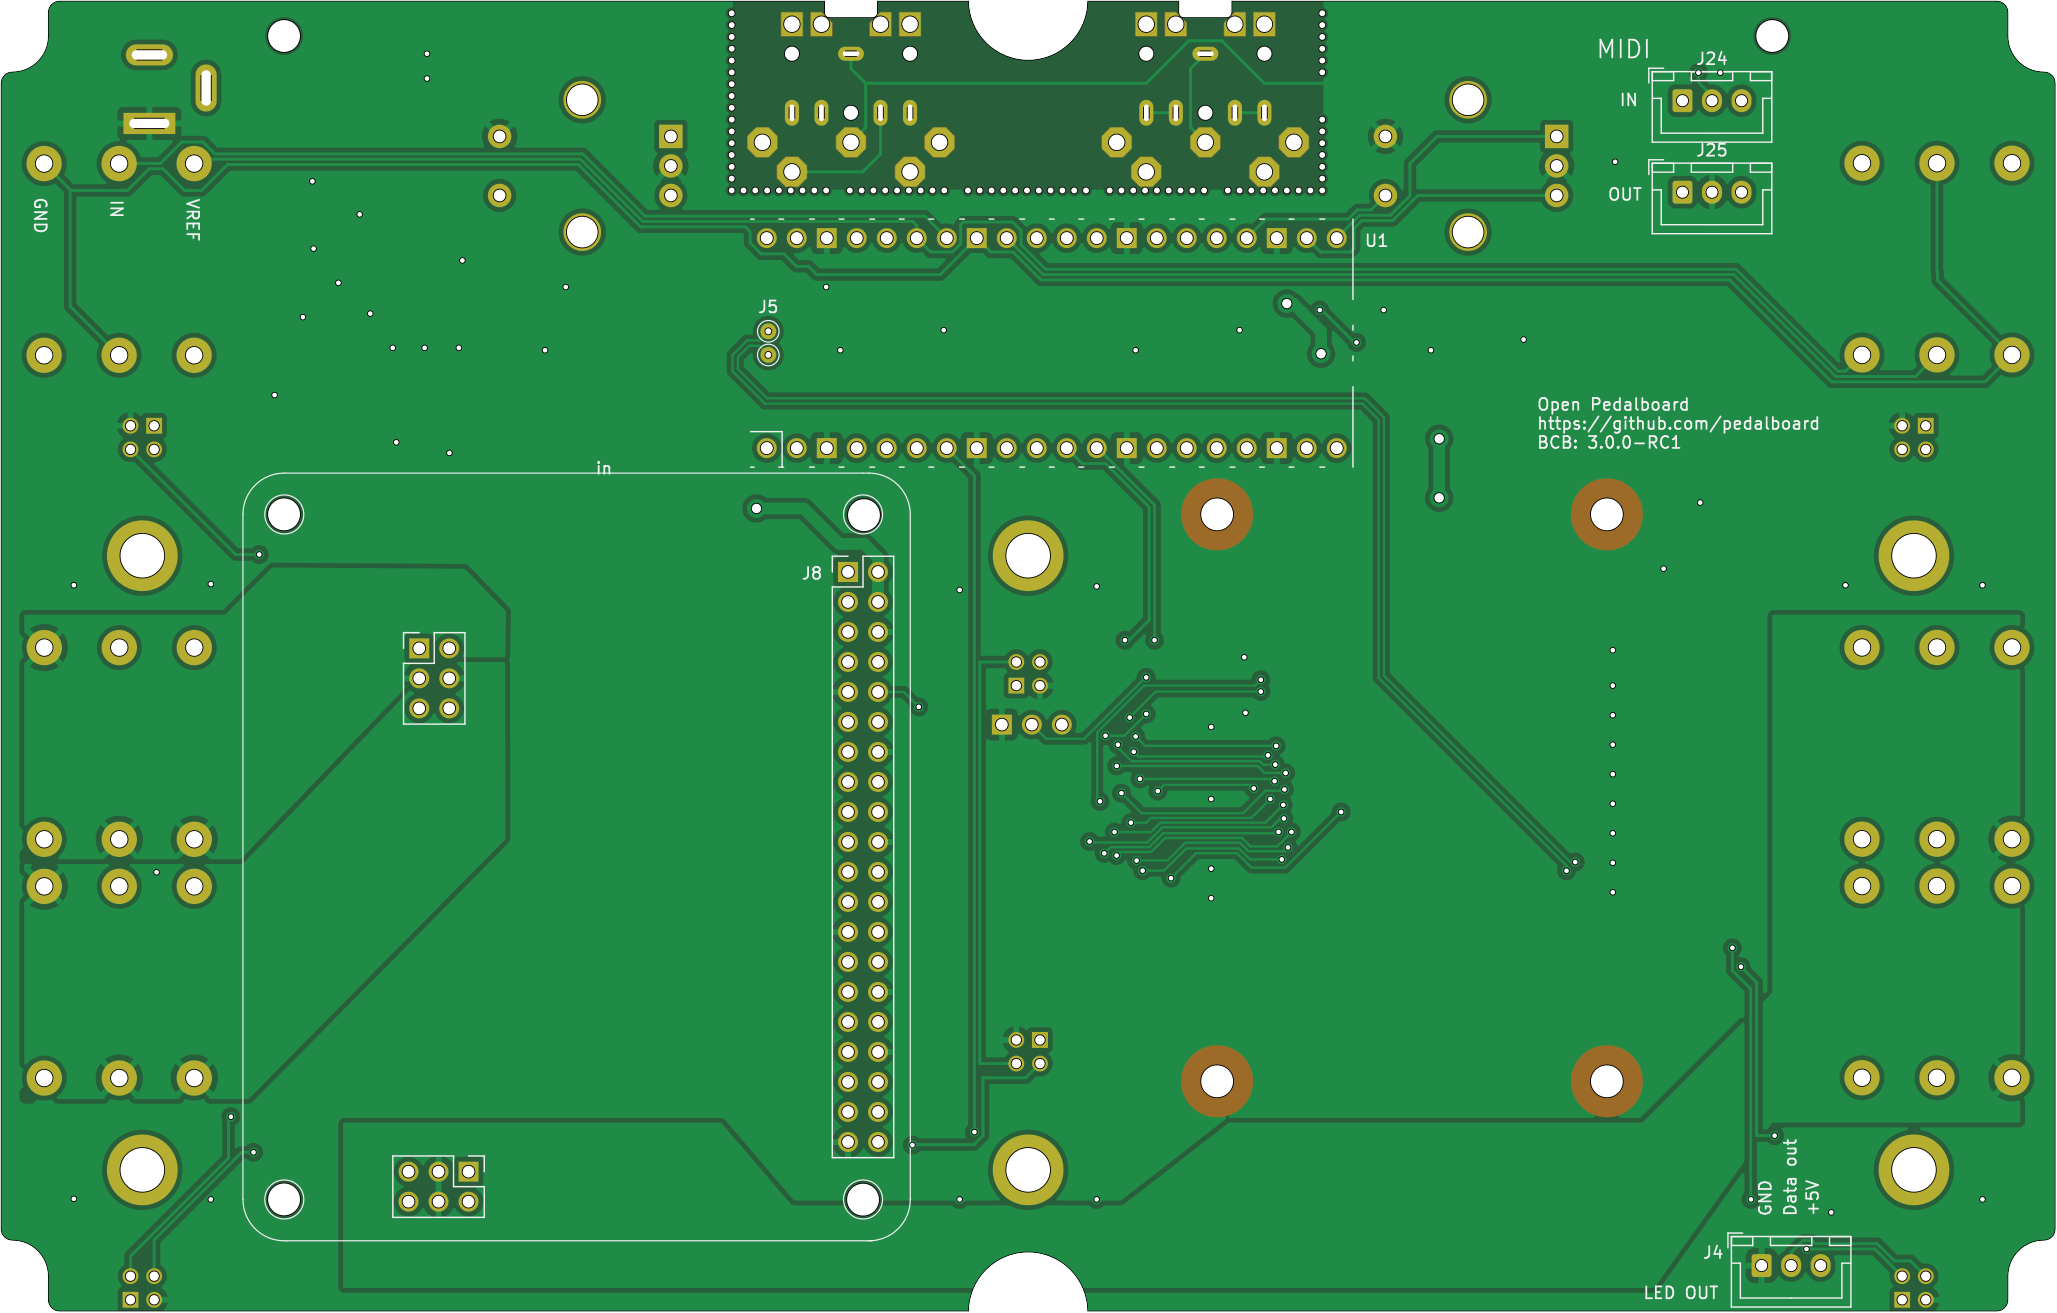 MIDI
J24
IN
J25
OUT
GND
IN
VREF
U1
J5
Open Pedalboard
https://github.com/pedalboard
BCB: 3.0.0-RC1
in
J8
GND
Data out
+5V
J4
LED OUT